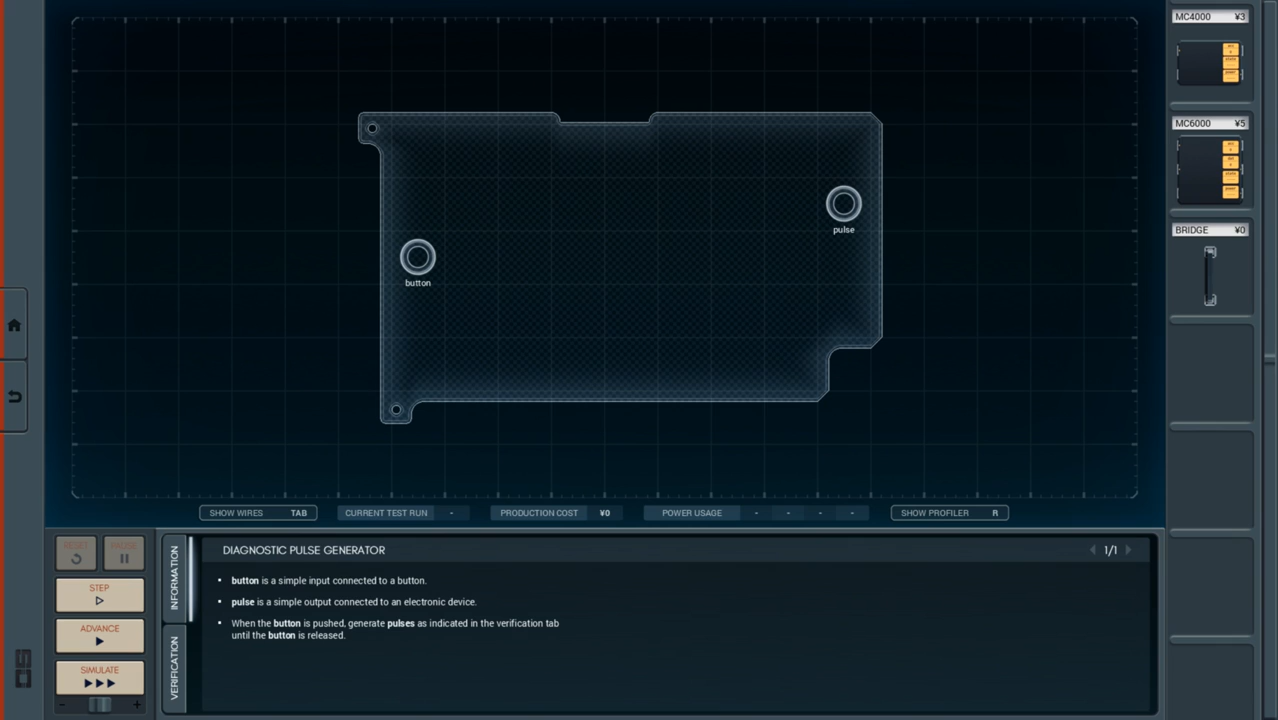 MC4000 ¥3
MC6000 ¥5
BRIDGE ¥0
pulse
button
SHOW WIRES TAB
CURRENT TEST RUN -
PRODUCTION COST ¥0
POWER USAGE - - - -
SHOW PROFILER R
RESET
PAUSE
STEP
ADVANCE
SIMULATE
- +
INFORMATION
VERIFICATION
DIAGNOSTIC PULSE GENERATOR
1/1
• button is a simple input connected to a button.
• pulse is a simple output connected to an electronic device.
• When the button is pushed, generate pulses as indicated in the verification tab
until the button is released.